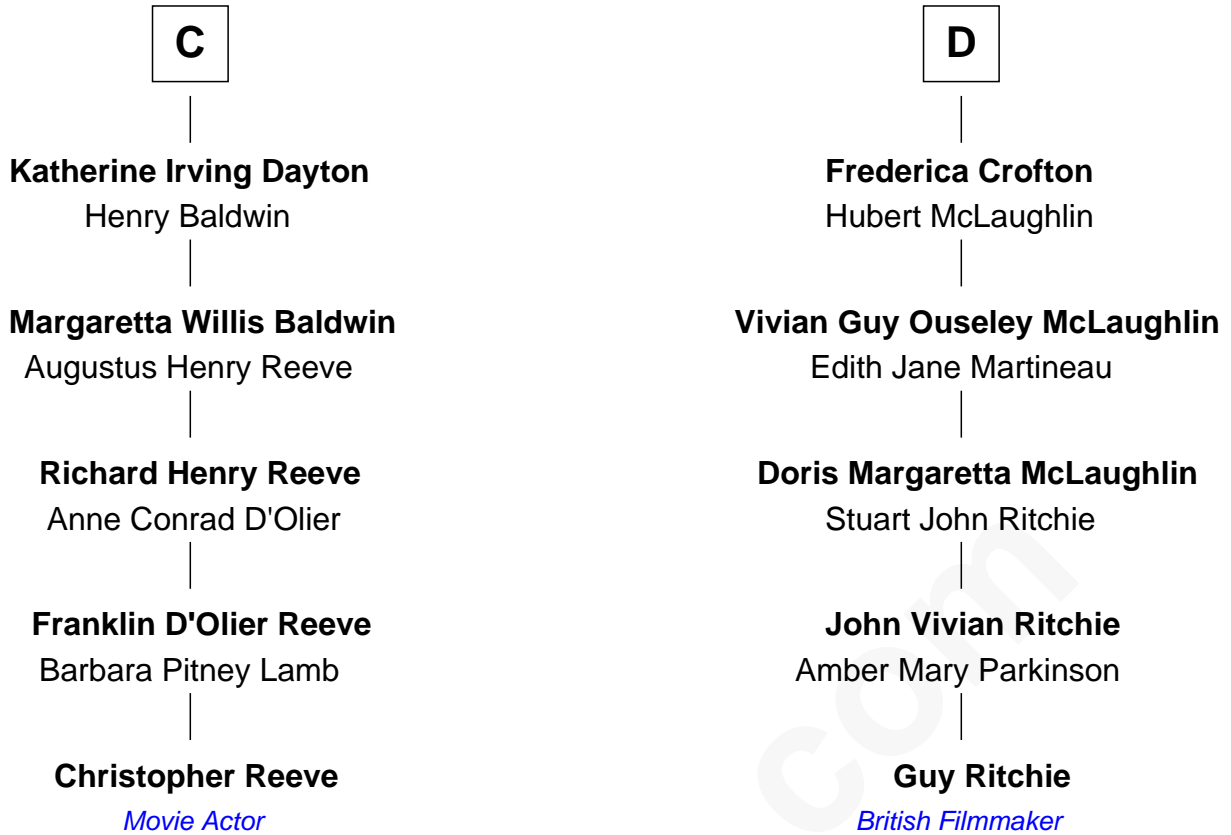 C
Katherine Irving Dayton
Henry Baldwin
Margaretta Willis Baldwin
Augustus Henry Reeve
Richard Henry Reeve
Anne Conrad D'Olier
Franklin D'Olier Reeve
Barbara Pitney Lamb
Christopher Reeve
Movie Actor
D
Frederica Crofton
Hubert McLaughlin
Vivian Guy Ouseley McLaughlin
Edith Jane Martineau
Doris Margaretta McLaughlin
Stuart John Ritchie
John Vivian Ritchie
Amber Mary Parkinson
Guy Ritchie
British Filmmaker
com